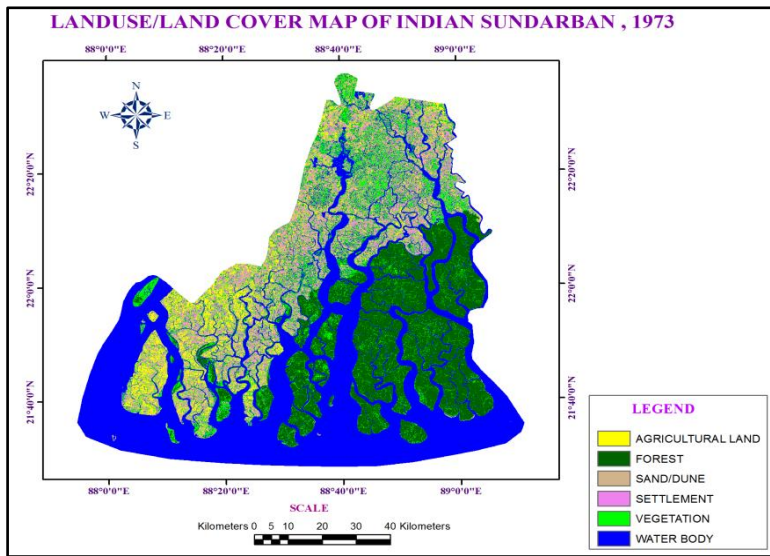 LANDUSE/LAND COVER MAP OF INDIAN SUNDARBAN , 1973
88°0'0"E 88°20'0"E 88°40'0"E 89°0'0"E
N
W E
S
22°20'0"N 22°20'0"N
22°0'0"N 22°0'0"N
21°40'0"N 21°40'0"N
88°0'0"E 88°20'0"E 88°40'0"E 89°0'0"E
SCALE
Kilometers 0 5 10 20 30 40 Kilometers
LEGEND
AGRICULTURAL LAND
FOREST
SAND/DUNE
SETTLEMENT
VEGETATION
WATER BODY